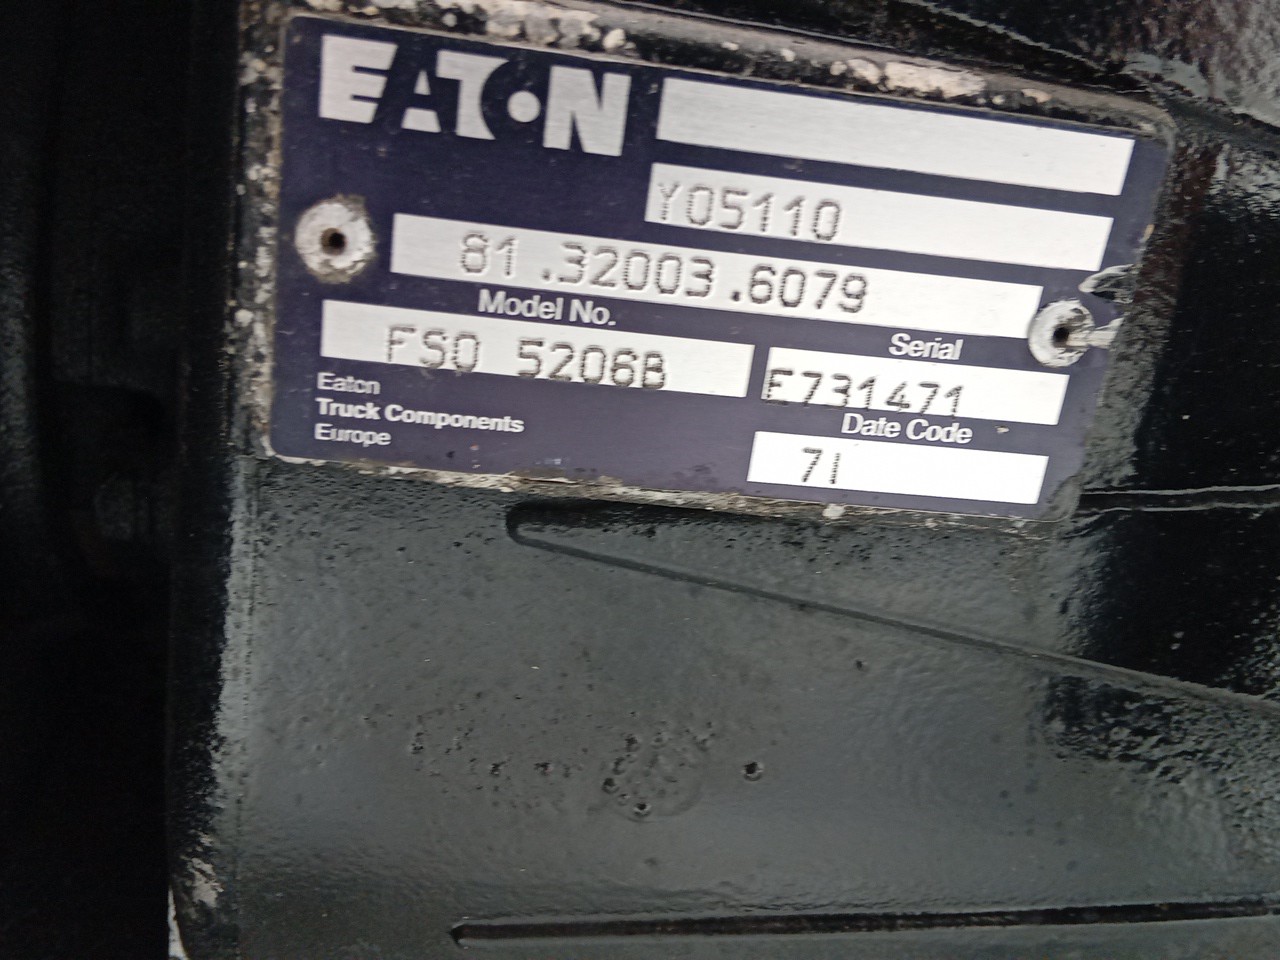 EATON
Y05110
81.32003.6079
Model No.
FSO 5206B
Serial
E731471
Eaton
Truck Components
Europe
Date Code
71